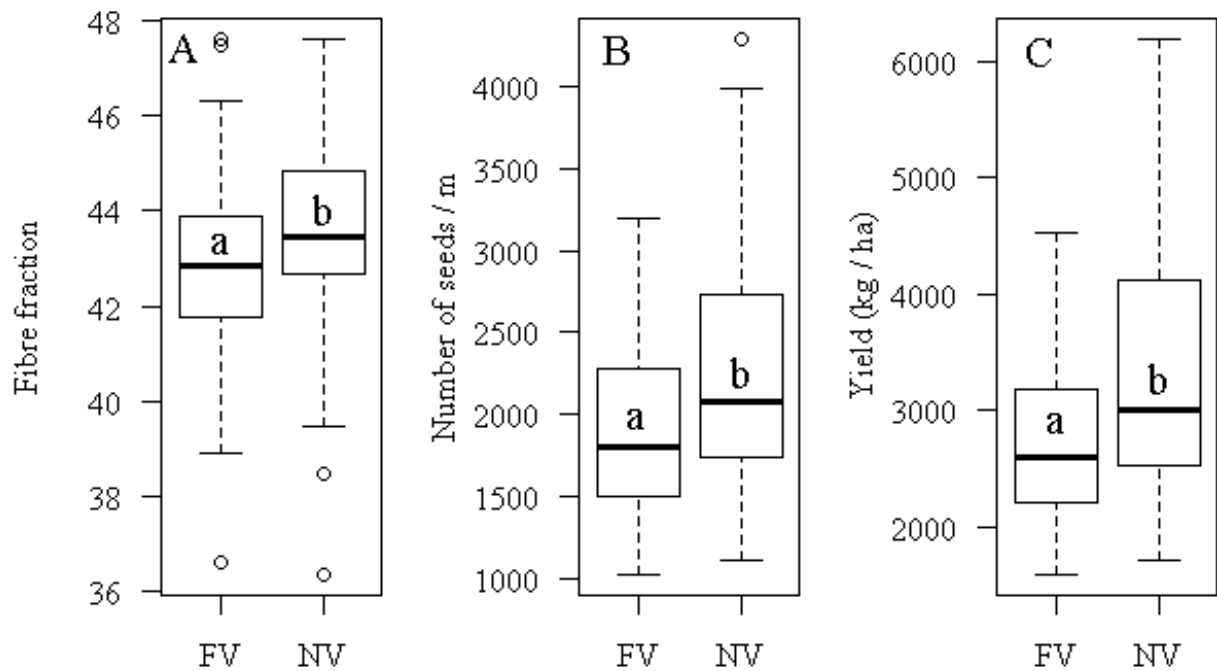 A
Fibre fraction
48
46
44
42
40
38
36
a
b
FV
NV
B
Number of seeds / m
4000
3500
3000
2500
2000
1500
1000
a
b
FV
NV
C
Yield (kg / ha)
6000
5000
4000
3000
2000
a
b
FV
NV